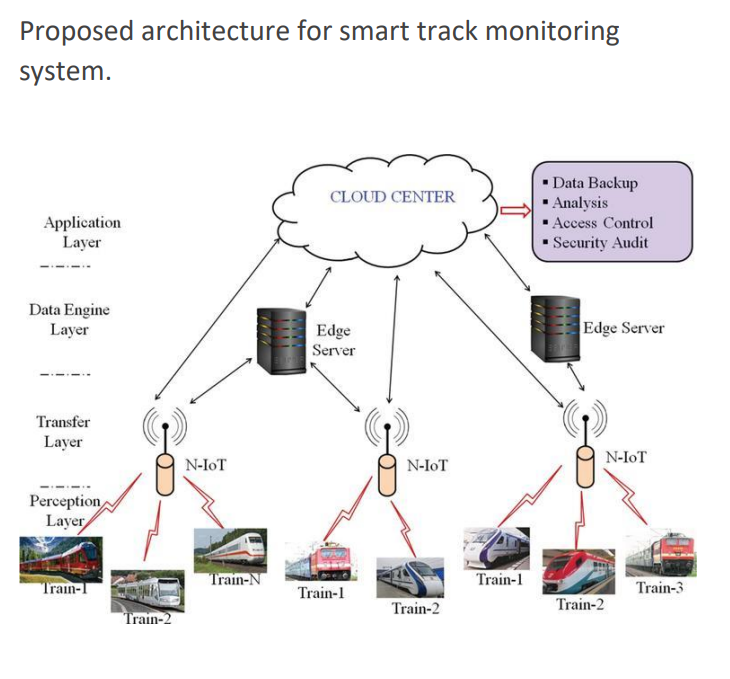 Proposed architecture for smart track monitoring
system.
CLOUD CENTER
▪ Data Backup
▪ Analysis
▪ Access Control
▪ Security Audit
Application
Layer
Data Engine
Layer
Edge
Server
Edge Server
Transfer
Layer
N-IoT
N-IoT
N-IoT
Perception
Layer
Train-1
Train-2
Train-N
Train-1
Train-2
Train-1
Train-2
Train-3